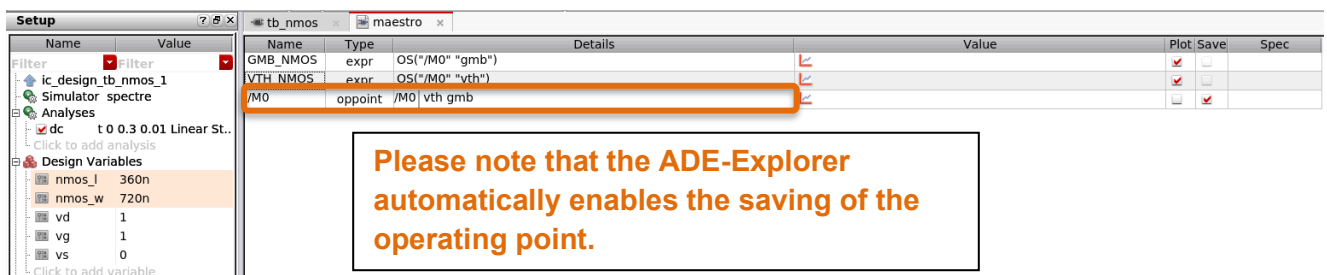 Setup
tb_nmos
maestro
Name Value
Name Type Details Value Plot Save Spec
Filter Filter
GMB_NMOS expr OS("/M0" "gmb")
ic_design_tb_nmos_1
VTH_NMOS expr OS("/M0" "vth")
Simulator spectre
/M0 oppoint /M0 vth gmb
Analyses
dc t 0 0.3 0.01 Linear St..
Click to add analysis
Design Variables
nmos_l 360n
nmos_w 720n
vd 1
vg 1
vs 0
Click to add variable
Please note that the ADE-Explorer
automatically enables the saving of the
operating point.